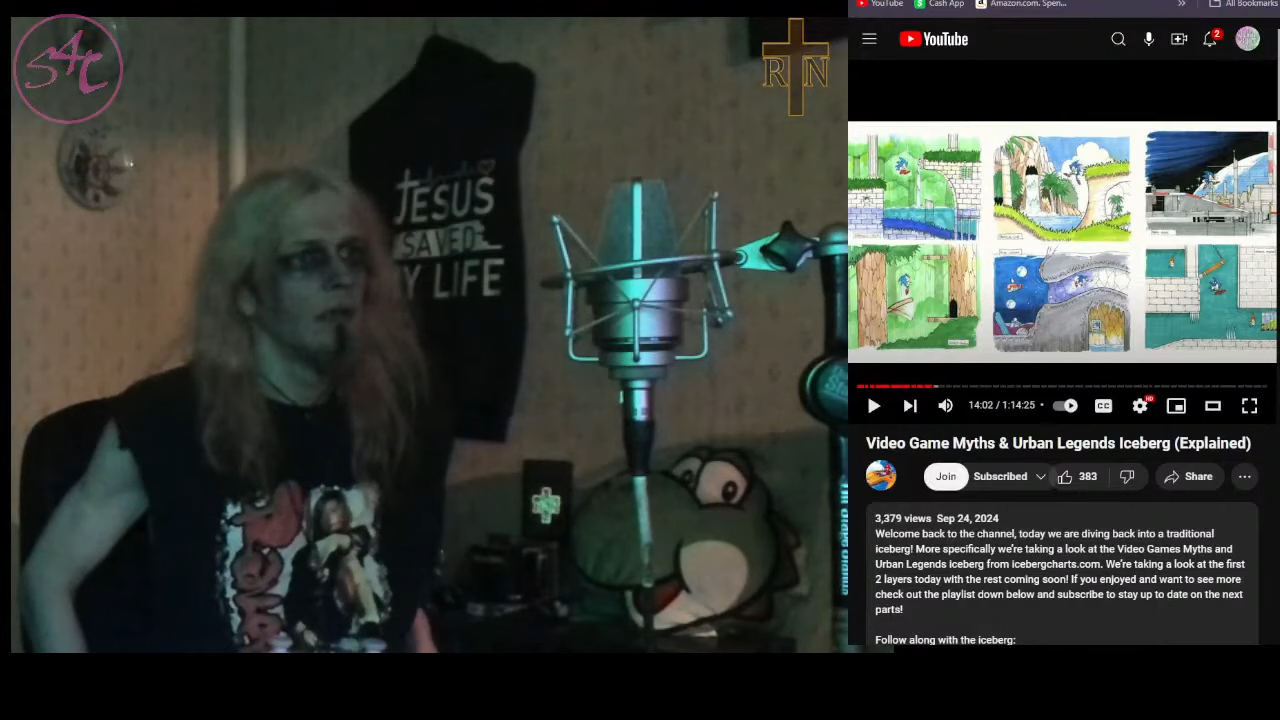 S4C
RN
JESUS
SAVED
Y LIFE
YouTube
Cash App
Amazon.com. Spen...
All Bookmarks
YouTube
2
14:02 / 1:14:25
CC
HD
Video Game Myths & Urban Legends Iceberg (Explained)
Join
Subscribed
383
Share
3,379 views Sep 24, 2024
Welcome back to the channel, today we are diving back into a traditional
iceberg! More specifically we're taking a look at the Video Games Myths and
Urban Legends Iceberg from icebergcharts.com. We're taking a look at the first
2 layers today with the rest coming soon! If you enjoyed and want to see more
check out the playlist down below and subscribe to stay up to date on the next
parts!
Follow along with the iceberg: